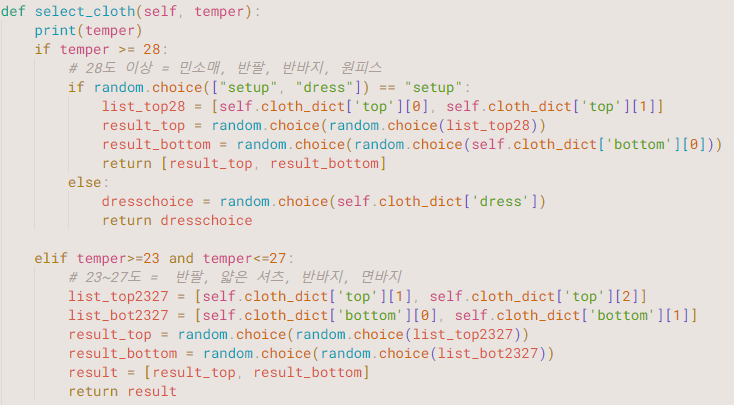 def select_cloth(self, temper):
    print(temper)
    if temper >= 28:
        # 28도 이상 = 민소매, 반팔, 반바지, 원피스
        if random.choice(["setup", "dress"]) == "setup":
            list_top28 = [self.cloth_dict['top'][0], self.cloth_dict['top'][1]]
            result_top = random.choice(random.choice(list_top28))
            result_bottom = random.choice(random.choice(self.cloth_dict['bottom'][0]))
            return [result_top, result_bottom]
        else:
            dresschoice = random.choice(self.cloth_dict['dress'])
            return dresschoice

    elif temper>=23 and temper<=27:
        # 23~27도 =  반팔, 얇은 셔츠, 반바지, 면바지
        list_top2327 = [self.cloth_dict['top'][1], self.cloth_dict['top'][2]]
        list_bot2327 = [self.cloth_dict['bottom'][0], self.cloth_dict['bottom'][1]]
        result_top = random.choice(random.choice(list_top2327))
        result_bottom = random.choice(random.choice(list_bot2327))
        result = [result_top, result_bottom]
        return result